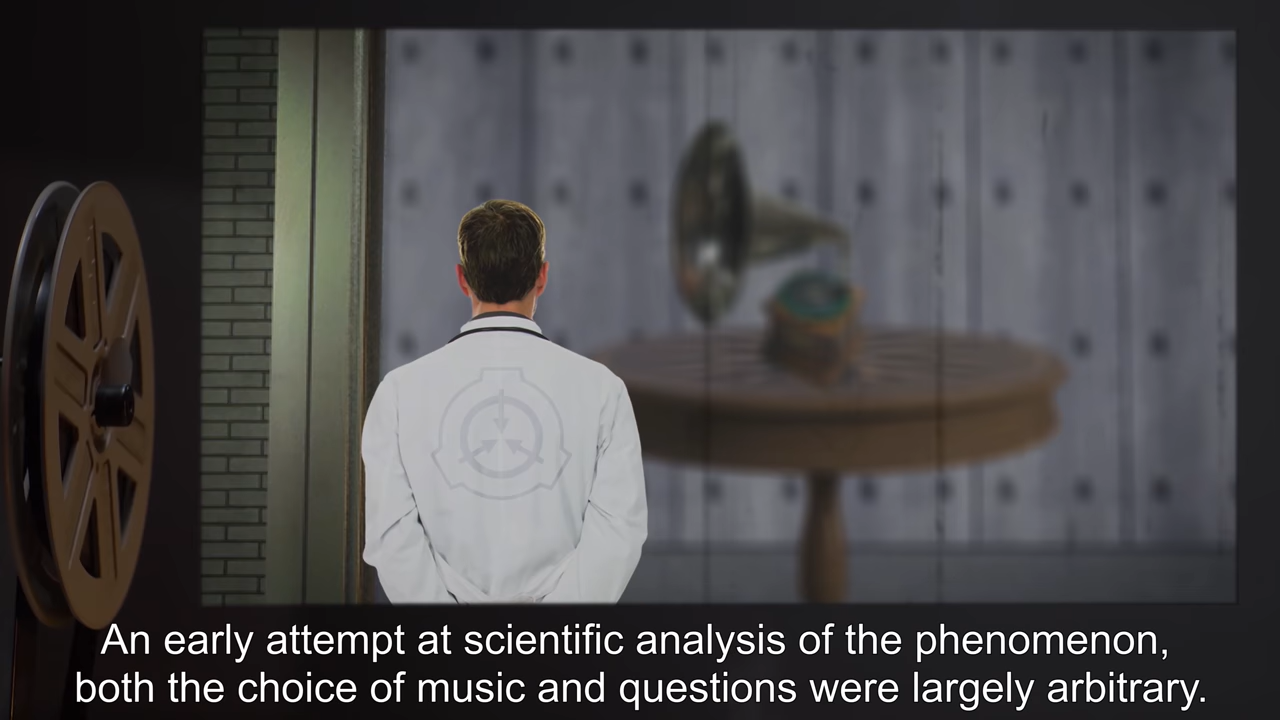 An early attempt at scientific analysis of the phenomenon,
both the choice of music and questions were largely arbitrary.